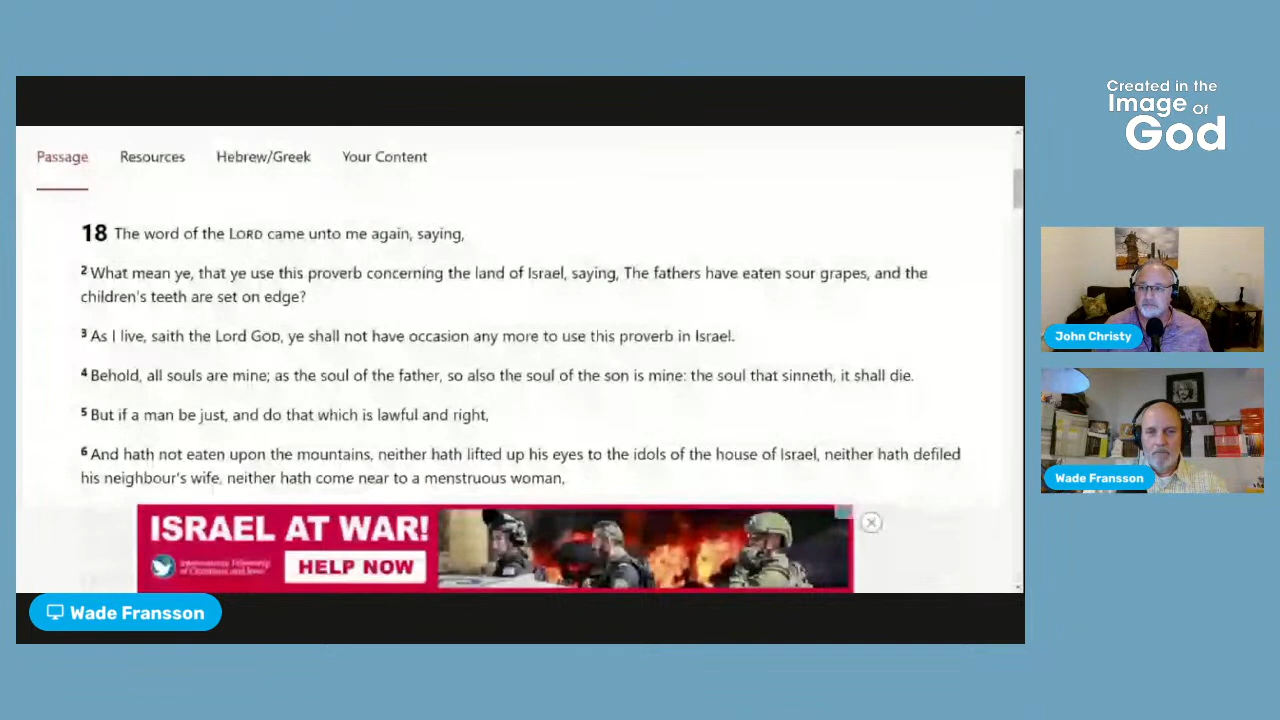 Created in the
Image Of
God
Passage
Resources
Hebrew/Greek
Your Content
18 The word of the LORD came unto me again, saying,
2 What mean ye, that ye use this proverb concerning the land of Israel, saying, The fathers have eaten sour grapes, and the
children's teeth are set on edge?
3 As I live, saith the Lord GOD, ye shall not have occasion any more to use this proverb in Israel.
4 Behold, all souls are mine; as the soul of the father, so also the soul of the son is mine: the soul that sinneth, it shall die.
5 But if a man be just, and do that which is lawful and right,
6 And hath not eaten upon the mountains, neither hath lifted up his eyes to the idols of the house of Israel, neither hath defiled
his neighbour's wife, neither hath come near to a menstruous woman,
ISRAEL AT WAR!
International Fellowship
of Christians and Jews
HELP NOW
John Christy
Wade Fransson
Wade Fransson